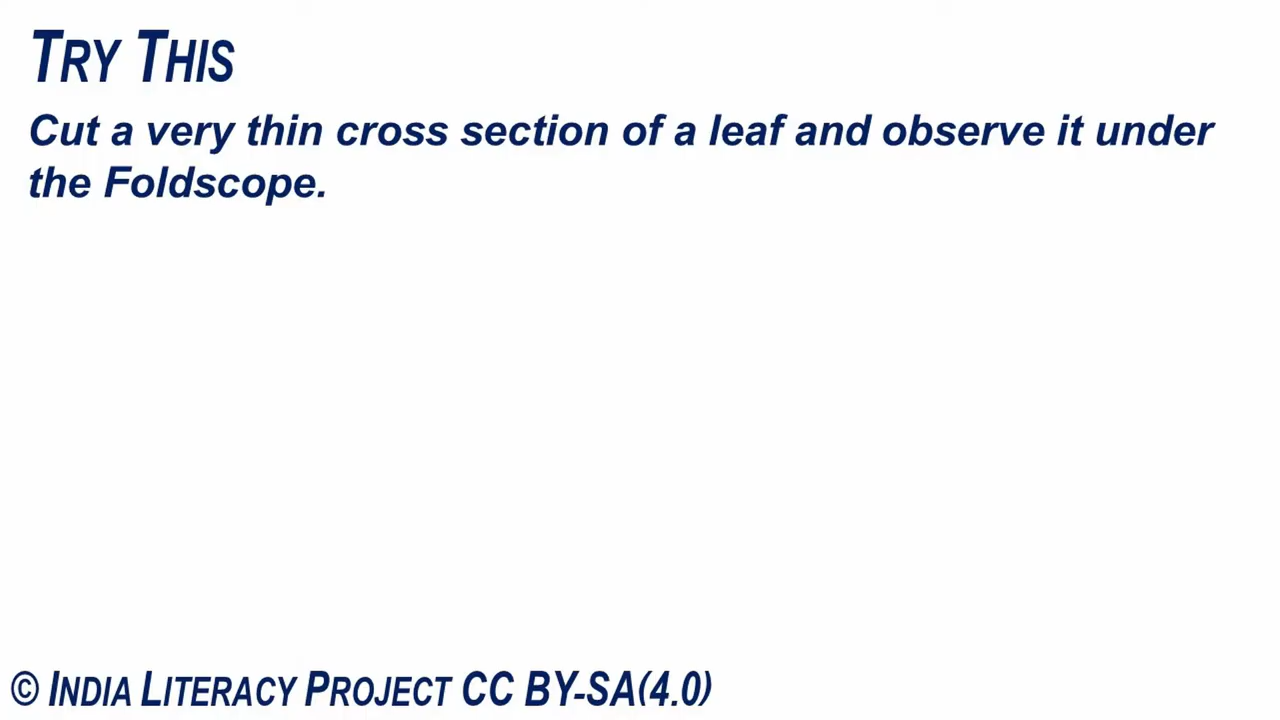 Try This
Cut a very thin cross section of a leaf and observe it under
the Foldscope.
© India Literacy Project CC BY-SA(4.0)